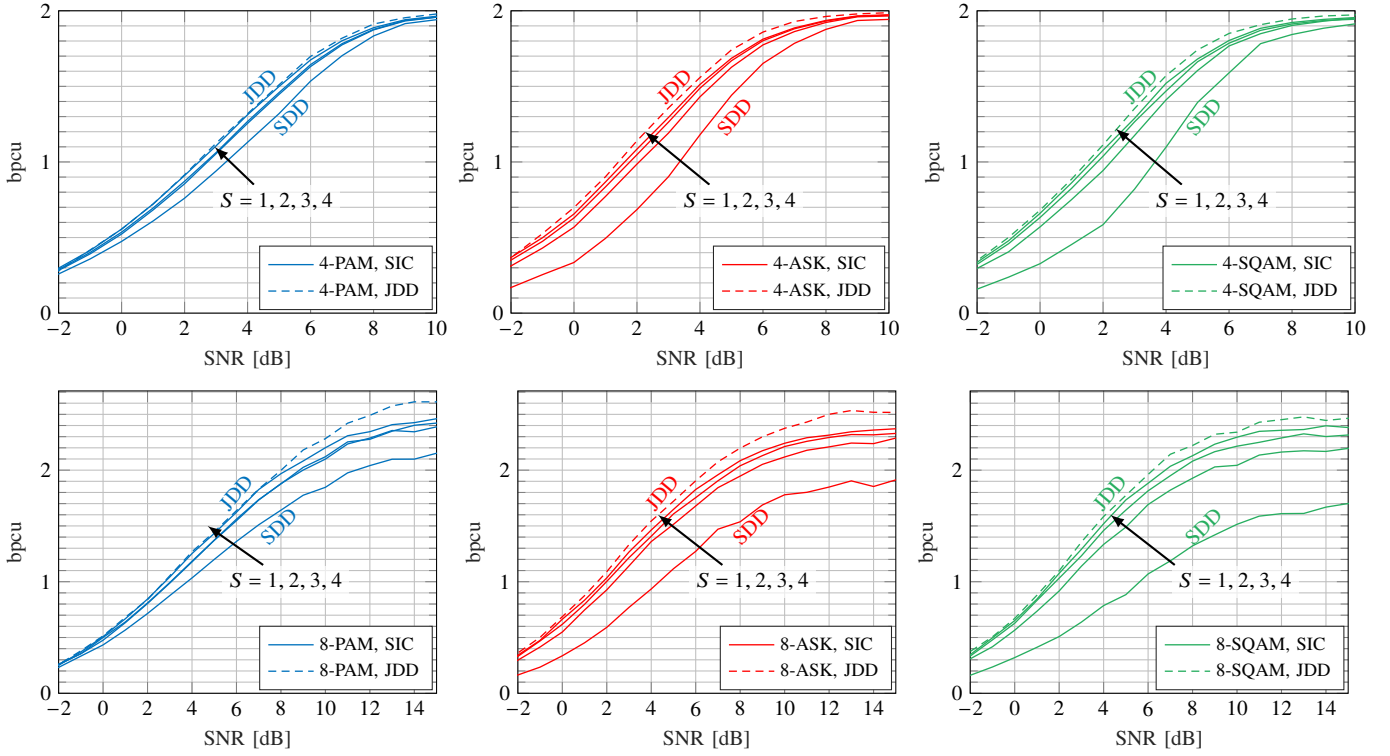 2
1
0
bpcu
JDD
SDD
S = 1, 2, 3, 4
4-PAM, SIC
4-PAM, JDD
−2 0 2 4 6 8 10
SNR [dB]
2
1
0
bpcu
JDD
SDD
S = 1, 2, 3, 4
4-ASK, SIC
4-ASK, JDD
−2 0 2 4 6 8 10
SNR [dB]
2
1
0
bpcu
JDD
SDD
S = 1, 2, 3, 4
4-SQAM, SIC
4-SQAM, JDD
−2 0 2 4 6 8 10
SNR [dB]
2
1
0
bpcu
JDD
SDD
S = 1, 2, 3, 4
8-PAM, SIC
8-PAM, JDD
−2 0 2 4 6 8 10 12 14
SNR [dB]
2
1
0
bpcu
JDD
SDD
S = 1, 2, 3, 4
8-ASK, SIC
8-ASK, JDD
−2 0 2 4 6 8 10 12 14
SNR [dB]
2
1
0
bpcu
JDD
SDD
S = 1, 2, 3, 4
8-SQAM, SIC
8-SQAM, JDD
−2 0 2 4 6 8 10 12 14
SNR [dB]